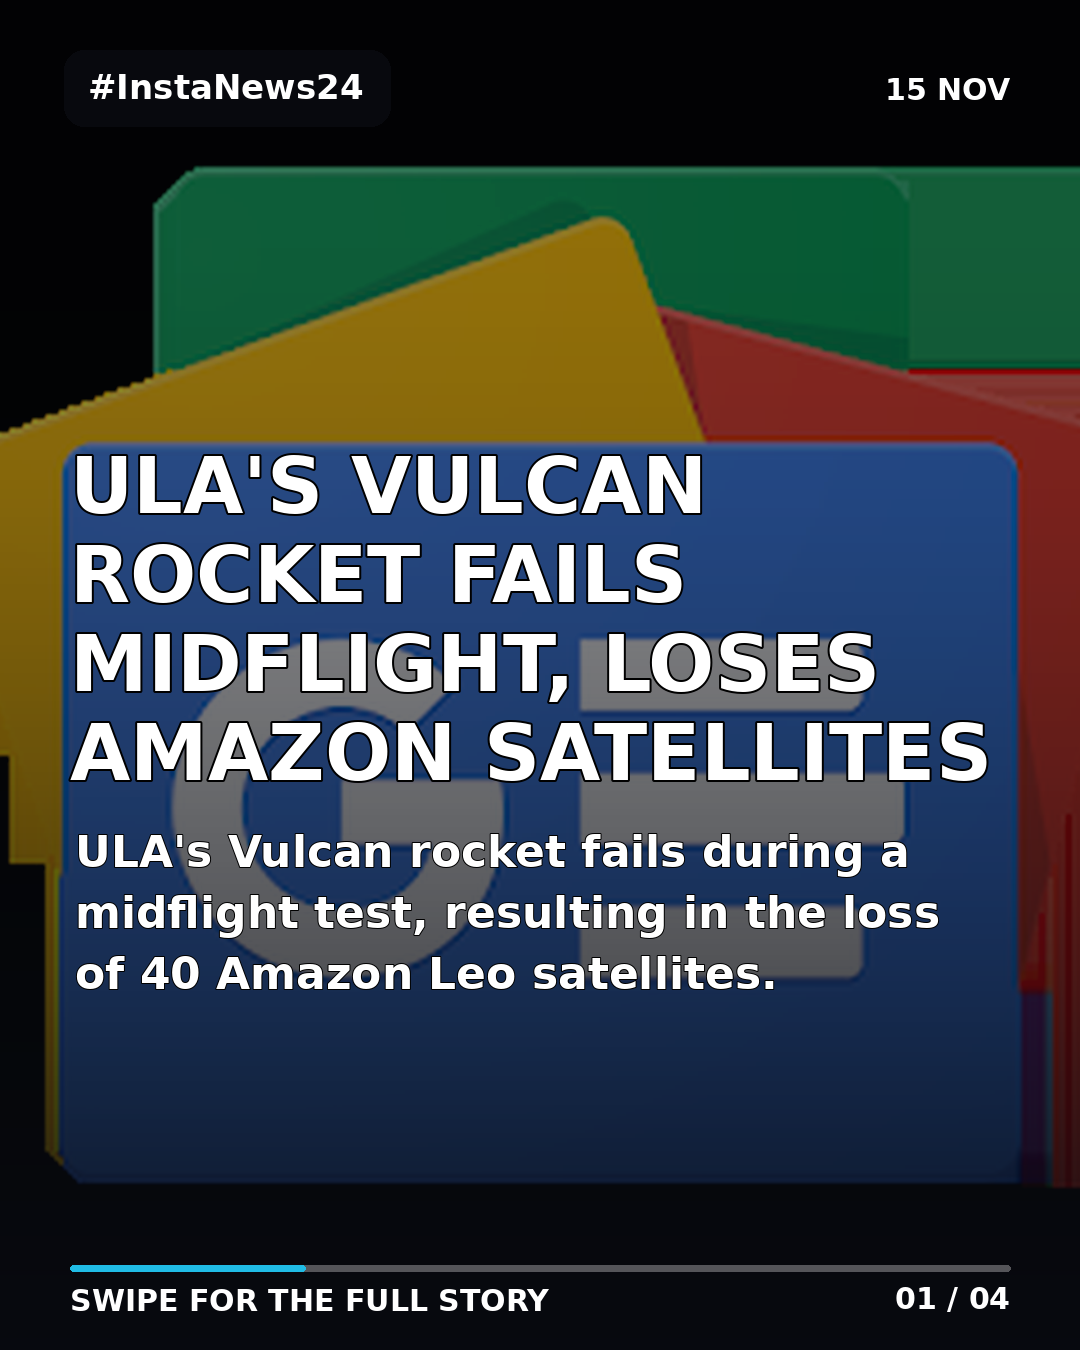 #InstaNews24
15 NOV
ULA'S VULCAN
ROCKET FAILS
MIDFLIGHT, LOSES
AMAZON SATELLITES
ULA's Vulcan rocket fails during a
midflight test, resulting in the loss
of 40 Amazon Leo satellites.
SWIPE FOR THE FULL STORY
01 / 04